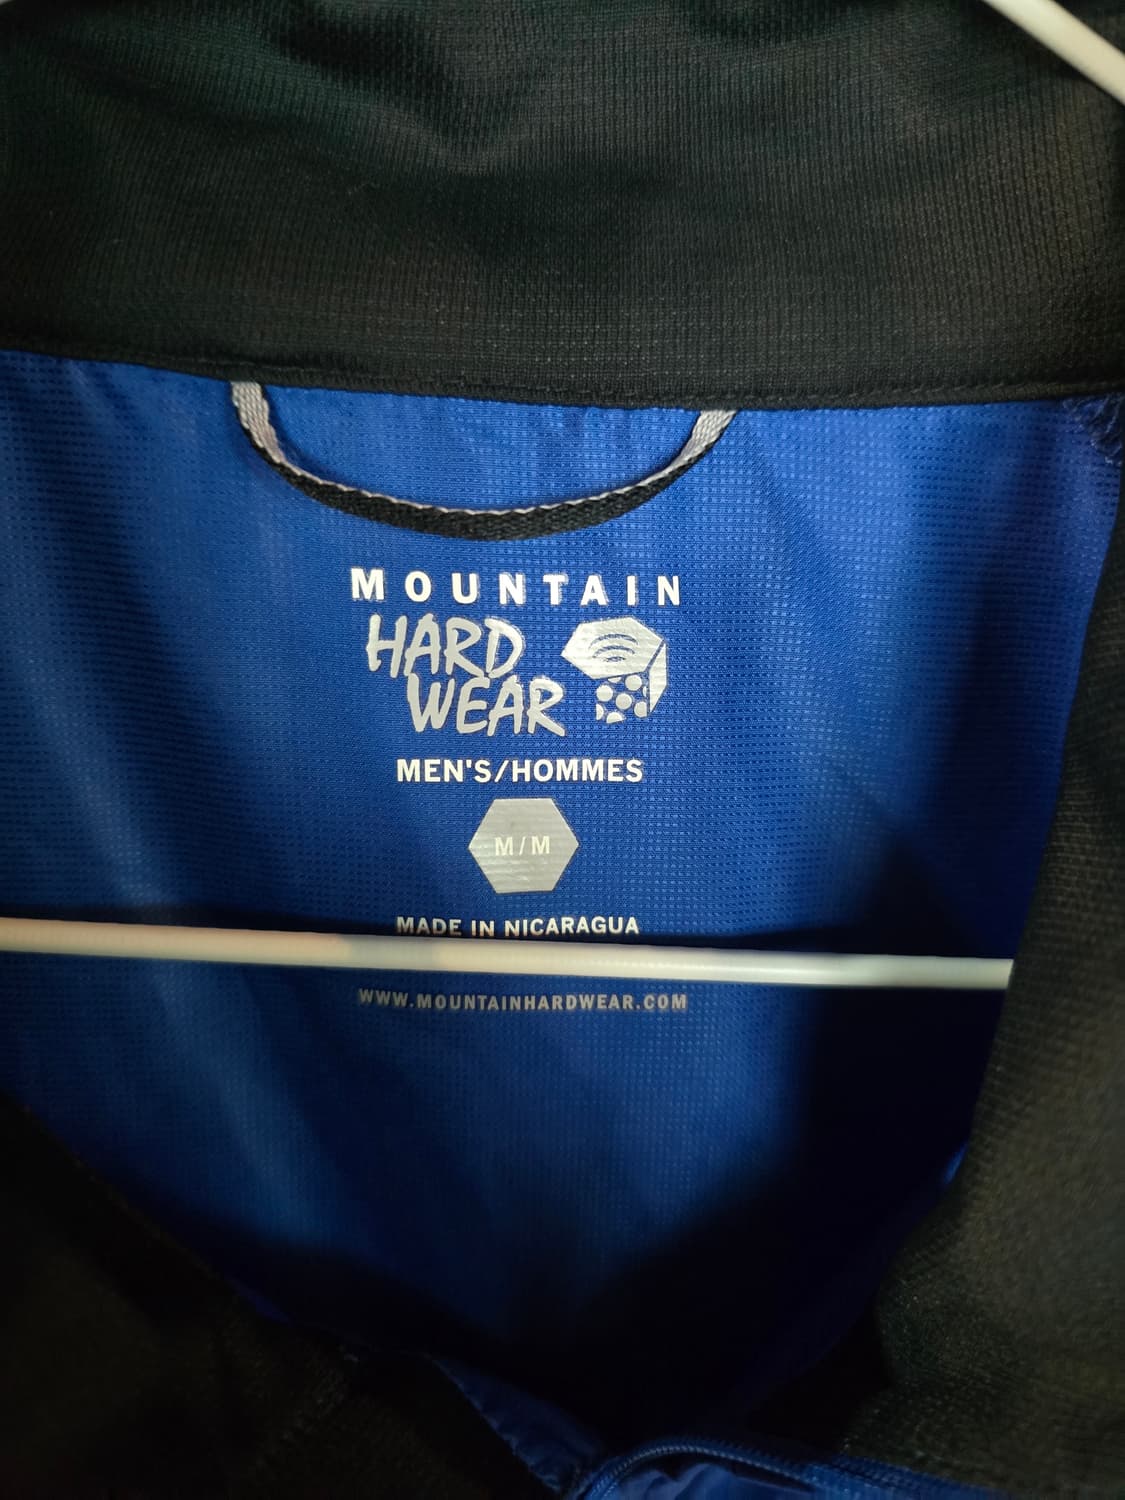 MOUNTAIN
HARD
WEAR
MEN'S/HOMMES
M/M
MADE IN NICARAGUA
WWW.MOUNTAINHARDWEAR.COM